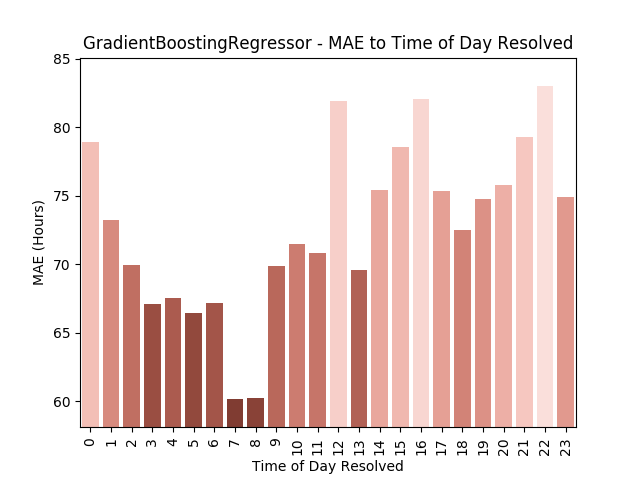 GradientBoostingRegressor - MAE to Time of Day Resolved
85
80
75
70
65
60
MAE (Hours)
0 1 2 3 4 5 6 7 8 9 10 11 12 13 14 15 16 17 18 19 20 21 22 23
Time of Day Resolved